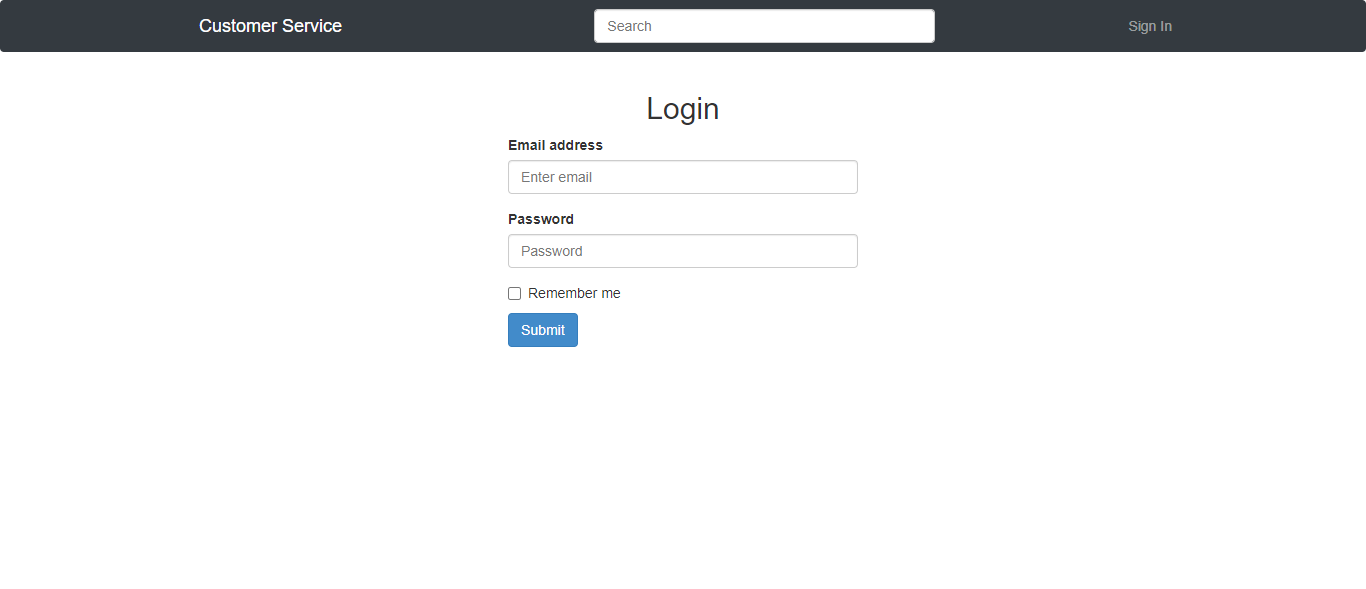 Customer Service
Search
Sign In
Login
Email address
Enter email
Password
Password
Remember me
Submit